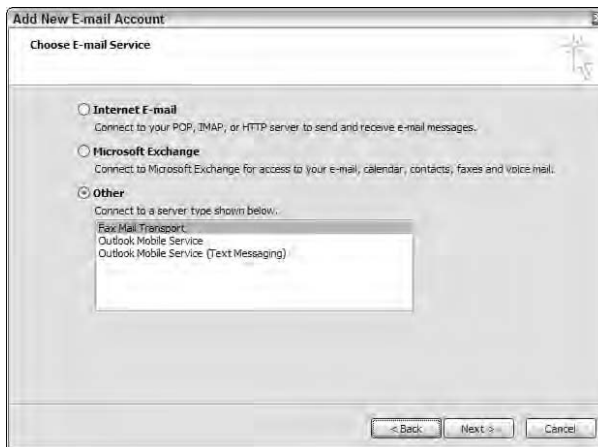 Add New E-mail Account
Choose E-mail Service
Internet E-mail
Connect to your POP, IMAP, or HTTP server to send and receive e-mail messages.
Microsoft Exchange
Connect to Microsoft Exchange for access to your e-mail, calendar, contacts, faxes and voice mail.
Other
Connect to a server type shown below.
Fax Mail Transport
Outlook Mobile Service
Outlook Mobile Service (Text Messaging)
< Back
Next >
Cancel